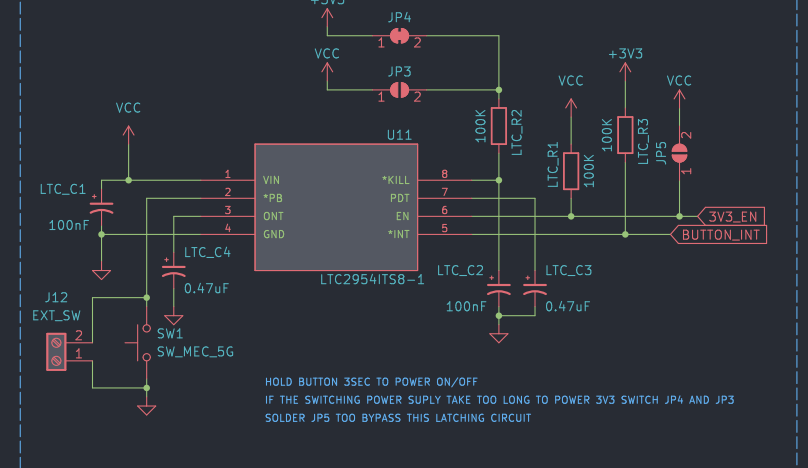 +3V3
JP4
1 2
VCC
JP3
1 2
VCC
+3V3
VCC
100K
LTC_R2
LTC_R1
100K
100K
LTC_R3
JP5
2
1
VCC
U11
1 VIN *KILL 8
2 *PB PDT 7
3 ONT EN 6
4 GND *INT 5
LTC2954ITS8-1
3V3_EN
BUTTON_INT
LTC_C1
+
100nF
LTC_C4
+
0.47uF
LTC_C2
+
100nF
LTC_C3
+
0.47uF
J12
EXT_SW
2
1
SW1
SW_MEC_5G
HOLD BUTTON 3SEC TO POWER ON/OFF
IF THE SWITCHING POWER SUPLY TAKE TOO LONG TO POWER 3V3 SWITCH JP4 AND JP3
SOLDER JP5 TOO BYPASS THIS LATCHING CIRCUIT